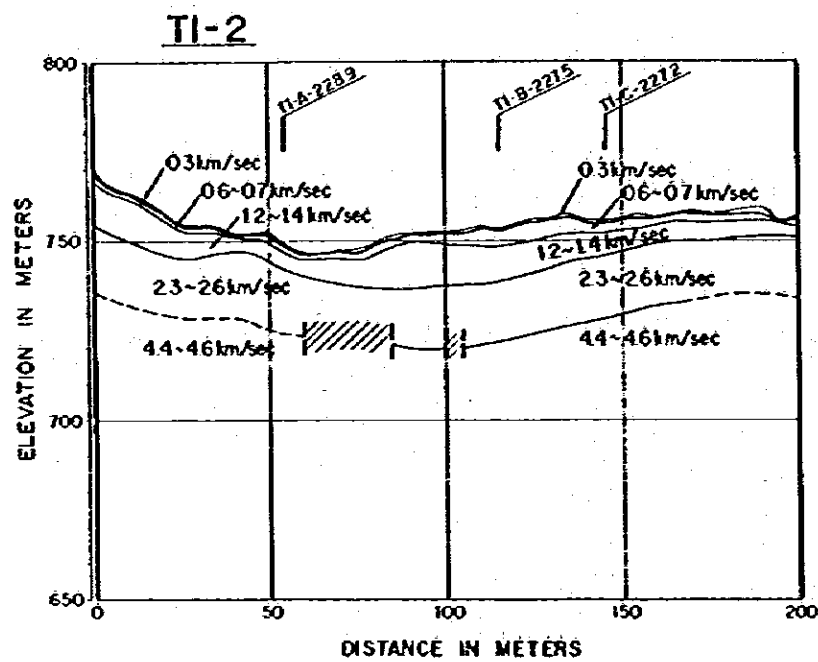 TI-2
800
TI-A-2289
TI-B-2275
TI-C-2272
0.3km/sec
0.6~0.7km/sec
1.2~1.4km/sec
0.3km/sec
0.6~0.7km/sec
750
1.2~1.4km/sec
2.3~2.6km/sec
2.3~2.6km/sec
4.4~4.6km/sec
4.4~4.6km/sec
700
650
0
50
100
150
200
ELEVATION IN METERS
DISTANCE IN METERS